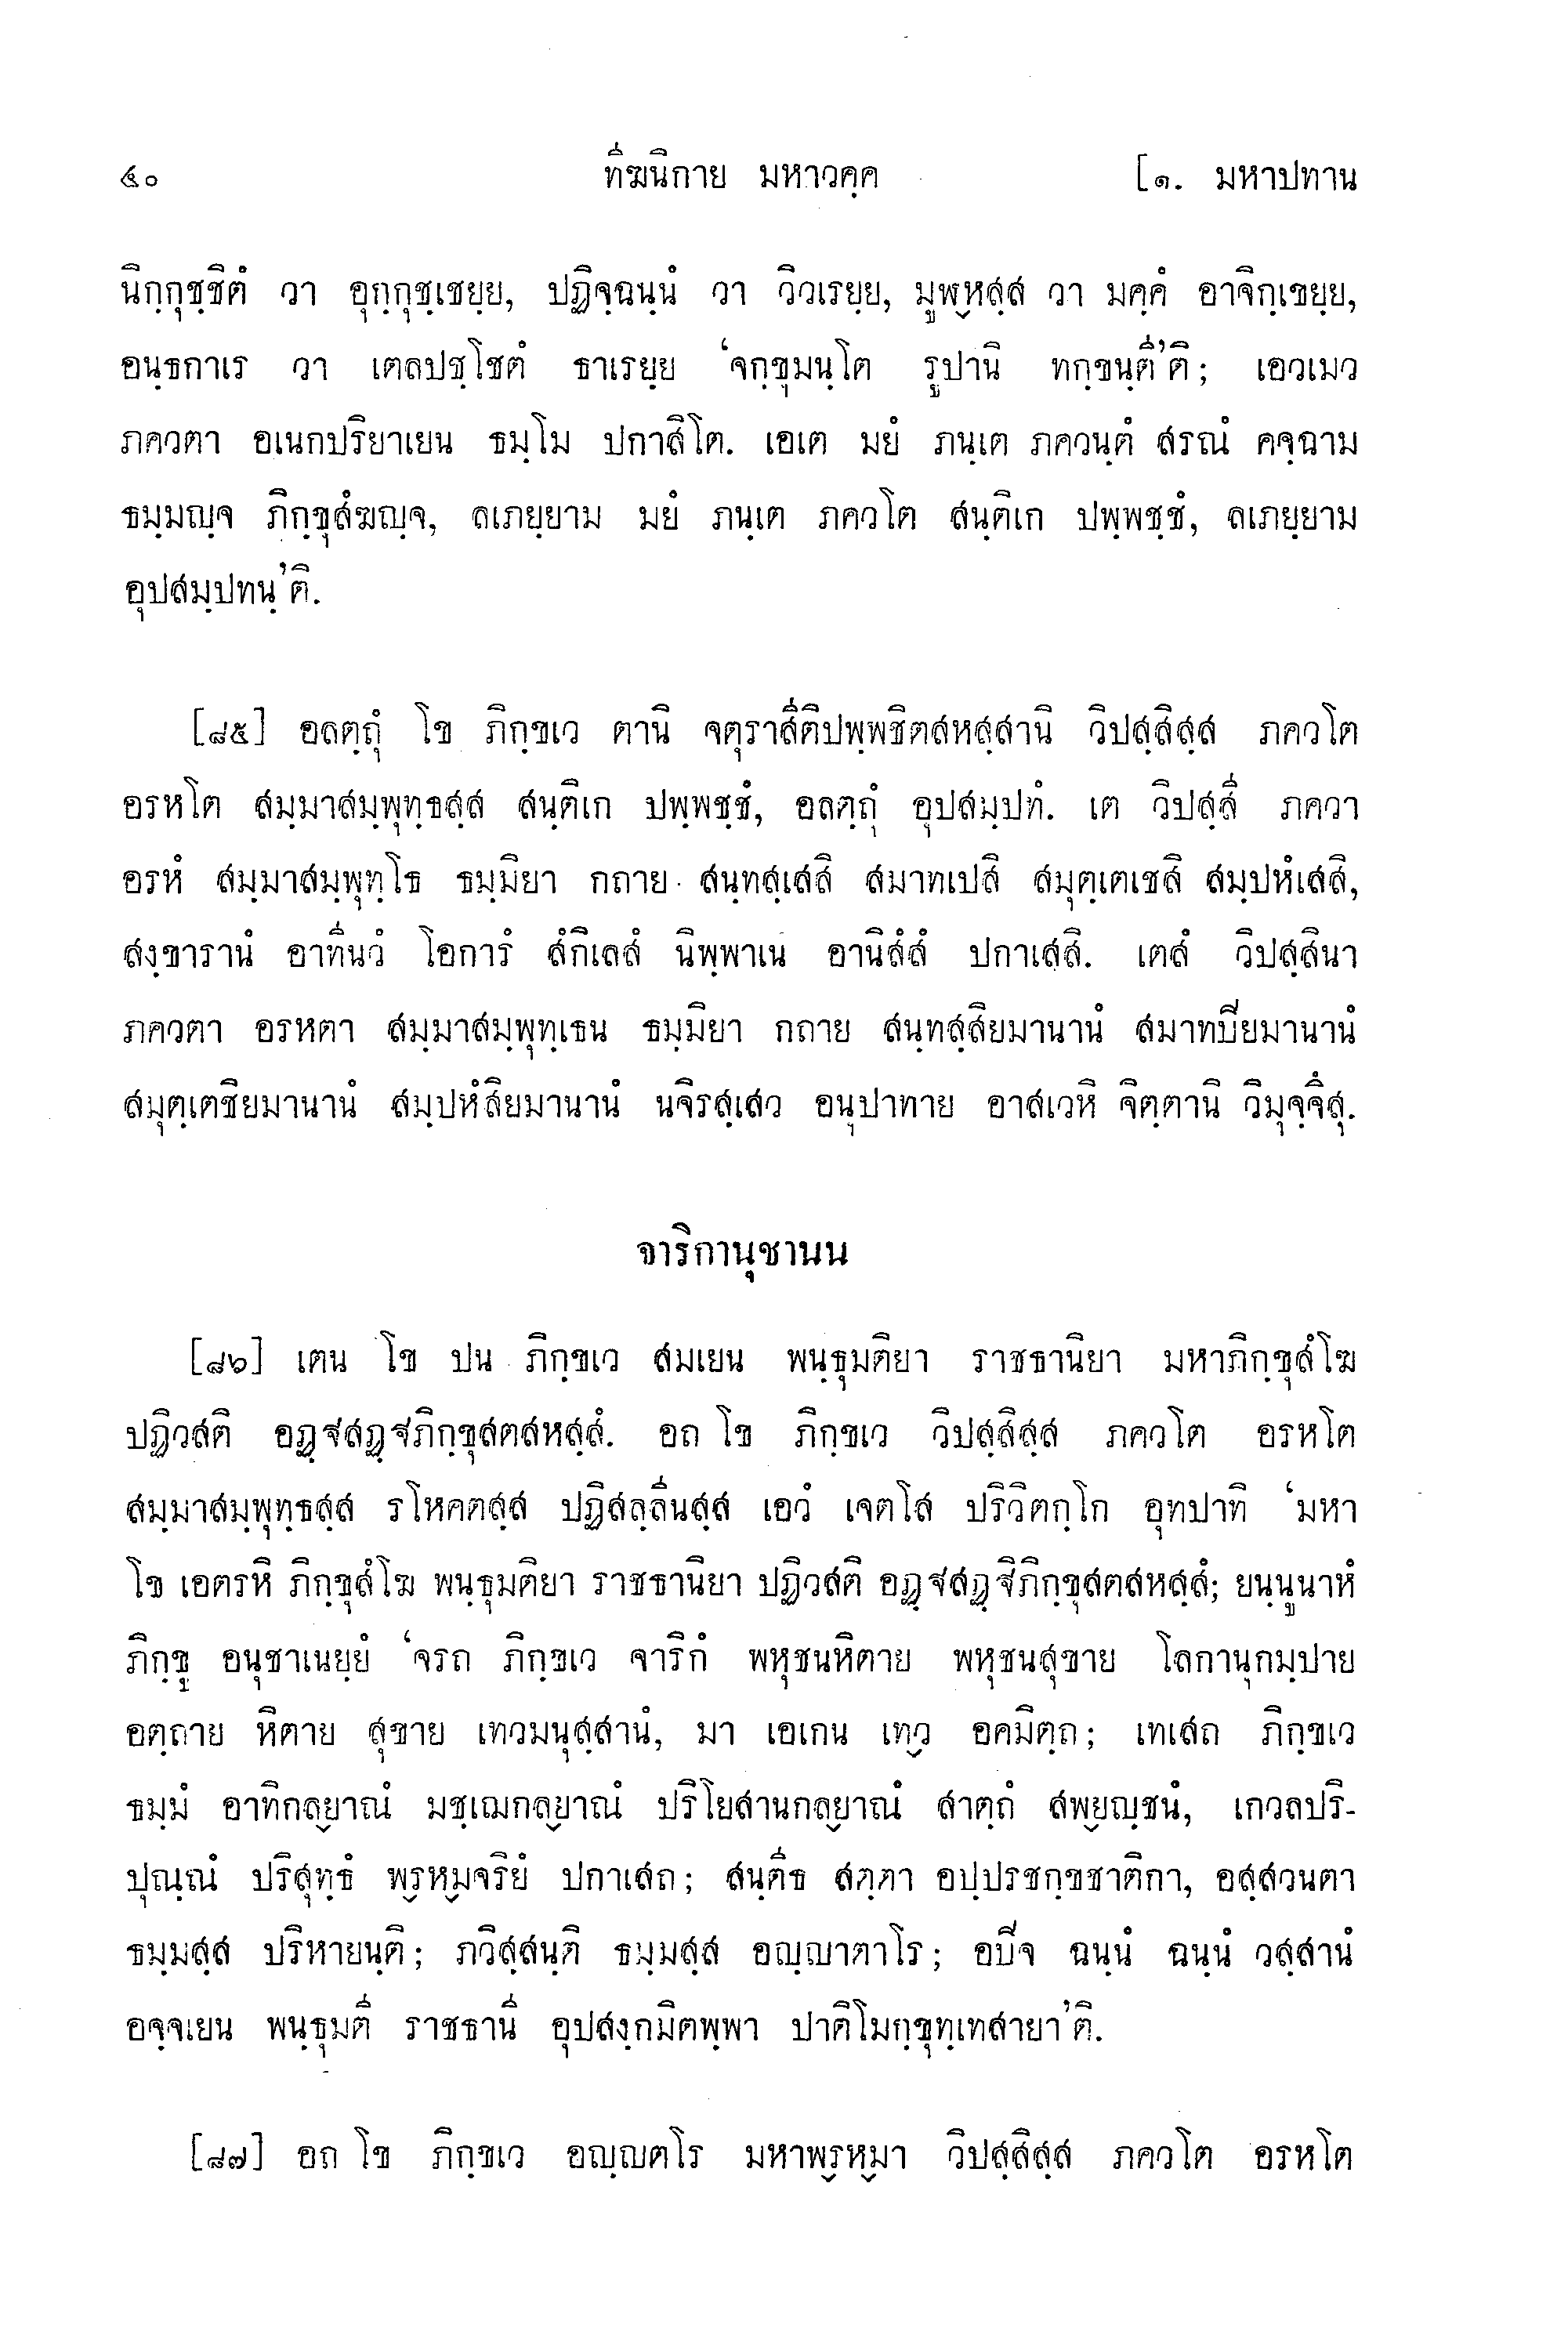 ๕๐ ทีฆนิกาย มหาวคฺค [๑. มหาปทาน
นิกฺกุชฺชิตํ วา อุกฺกุชฺเชยฺย, ปฏิจฺฉนฺนํ วา วิวเรยฺย, มูฬ๎หสฺส วา มคฺคํ อาจิกฺเขยฺย,
อนฺธกาเร วา เตลปชฺโชตํ ธาเรยฺย ‘จกฺขุมนฺโต รูปานิ ทกฺขนฺตี’ติ; เอวเมว
ภควตา อเนกปริยาเยน ธมฺโม ปกาสิโต. เอเต มยํ ภนฺเต ภควนฺตํ สรณํ คจฺฉาม
ธมฺมญฺจ ภิกฺขุสํฆญฺจ, ลเภยฺยาม มยํ ภนฺเต ภควโต สนฺติเก ปพฺพชฺชํ, ลเภยฺยาม
อุปสมฺปทนฺ’ติ.
[๘๕] อลตฺถุํ โข ภิกฺขเว ตานิ จตุราสีติปพฺพชิตสหสฺสานิ วิปสฺสิสฺส ภควโต
อรหโต สมฺมาสมฺพุทฺธสฺส สนฺติเก ปพฺพชฺชํ, อลตฺถุํ อุปสมฺปทํ. เต วิปสฺสี ภควา
อรหํ สมฺมาสมฺพุทฺโธ ธมฺมิยา กถาย สนฺทสฺเสสิ สมาทเปสิ สมุตฺเตเชสิ สมฺปหํเสสิ,
สงฺขารานํ อาทีนวํ โอการํ สํกิเลสํ นิพฺพาเน อานิสํสํ ปกาเสสิ. เตสํ วิปสฺสินา
ภควตา อรหตา สมฺมาสมฺพุทฺเธน ธมฺมิยา กถาย สนฺทสฺสิยมานานํ สมาทปิยมานานํ
สมุตฺเตชิยมานานํ สมฺปหํสิยมานานํ นจิรสฺเสว อนุปาทาย อาสเวหิ จิตฺตานิ วิมุจฺจึสุ.
จาริกานุชานน
[๘๖] เตน โข ปน ภิกฺขเว สมเยน พนฺธุมติยา ราชธานิยา มหาภิกฺขุสํโฆ
ปฏิวสติ อฏฺฐสฏฺฐิภิกฺขุสตสหสฺสํ. อถ โข ภิกฺขเว วิปสฺสิสฺส ภควโต อรหโต
สมฺมาสมฺพุทฺธสฺส รโหคตสฺส ปฏิสลฺลีนสฺส เอวํ เจตโส ปริวิตกฺโก อุทปาทิ ‘มหา
โข เอตรหิ ภิกฺขุสํโฆ พนฺธุมติยา ราชธานิยา ปฏิวสติ อฏฺฐสฏฺฐิภิกฺขุสตสหสฺสํ; ยนฺนูนาหํ
ภิกฺขู อนุชาเนยฺยํ ‘จรถ ภิกฺขเว จาริกํ พหุชนหิตาย พหุชนสุขาย โลกานุกมฺปาย
อตฺถาย หิตาย สุขาย เทวมนุสฺสานํ, มา เอเกน เท๎ว อคมิตฺถ; เทเสถ ภิกฺขเว
ธมฺมํ อาทิกล๎ยาณํ มชฺเฌกล๎ยาณํ ปริโยสานกล๎ยาณํ สาตฺถํ สพ๎ยญฺชนํ, เกวลปริ-
ปุณฺณํ ปริสุทฺธํ พ๎รห๎มจริยํ ปกาเสถ; สนฺตีธ สตฺตา อปฺปรชกฺขชาติกา, อสฺสวนตา
ธมฺมสฺส ปริหายนฺติ; ภวิสฺสนฺติ ธมฺมสฺส อญฺญาตาโร; อปิจ ฉนฺนํ ฉนฺนํ วสฺสานํ
อจฺจเยน พนฺธุมตี ราชธานี อุปสงฺกมิตพฺพา ปาติโมกฺขุทฺเทสายา’ติ.
[๘๗] อถ โข ภิกฺขเว อญฺญตโร มหาพ๎รห๎มา วิปสฺสิสฺส ภควโต อรหโต